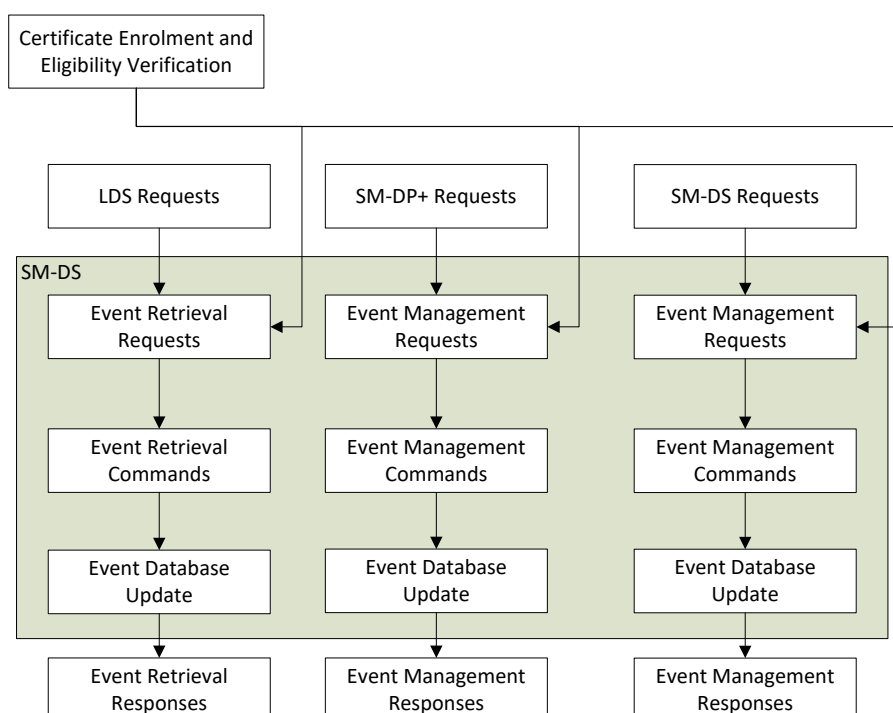 Certificate Enrolment and
Eligibility Verification
LDS Requests
SM-DP+ Requests
SM-DS Requests
SM-DS
Event Retrieval
Requests
Event Management
Requests
Event Management
Requests
Event Retrieval
Commands
Event Management
Commands
Event Management
Commands
Event Database
Update
Event Database
Update
Event Database
Update
Event Retrieval
Responses
Event Management
Responses
Event Management
Responses